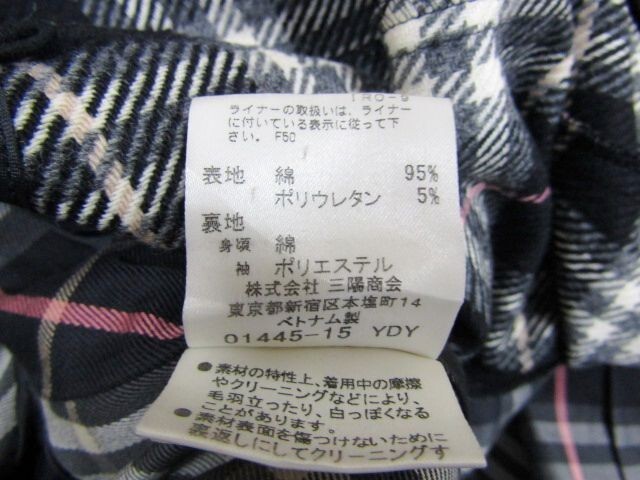 ライナーの取扱いは、ライナー
に付いている表示に従って下
さい。 F50
表地 綿 95%
ポリウレタン 5%
裏地
身頃 綿
袖 ポリエステル
株式会社 三陽商会
東京都新宿区本塩町14
ベトナム製
01445-15 YDY
●素材の特性上、着用中の摩擦
やクリーニングなどにより、
毛羽立ったり、白っぽくなる
ことがあります。
●素材表面を傷つけないために
裏返しにしてクリーニングす